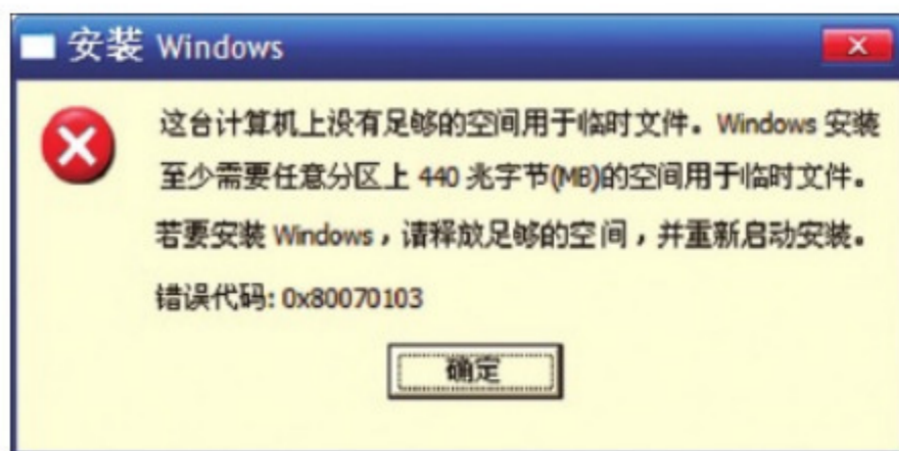 安装 Windows
这台计算机上没有足够的空间用于临时文件。Windows 安装
至少需要任意分区上 440 兆字节(MB)的空间用于临时文件。
若要安装 Windows，请释放足够的空间，并重新启动安装。
错误代码: 0x80070103
确定